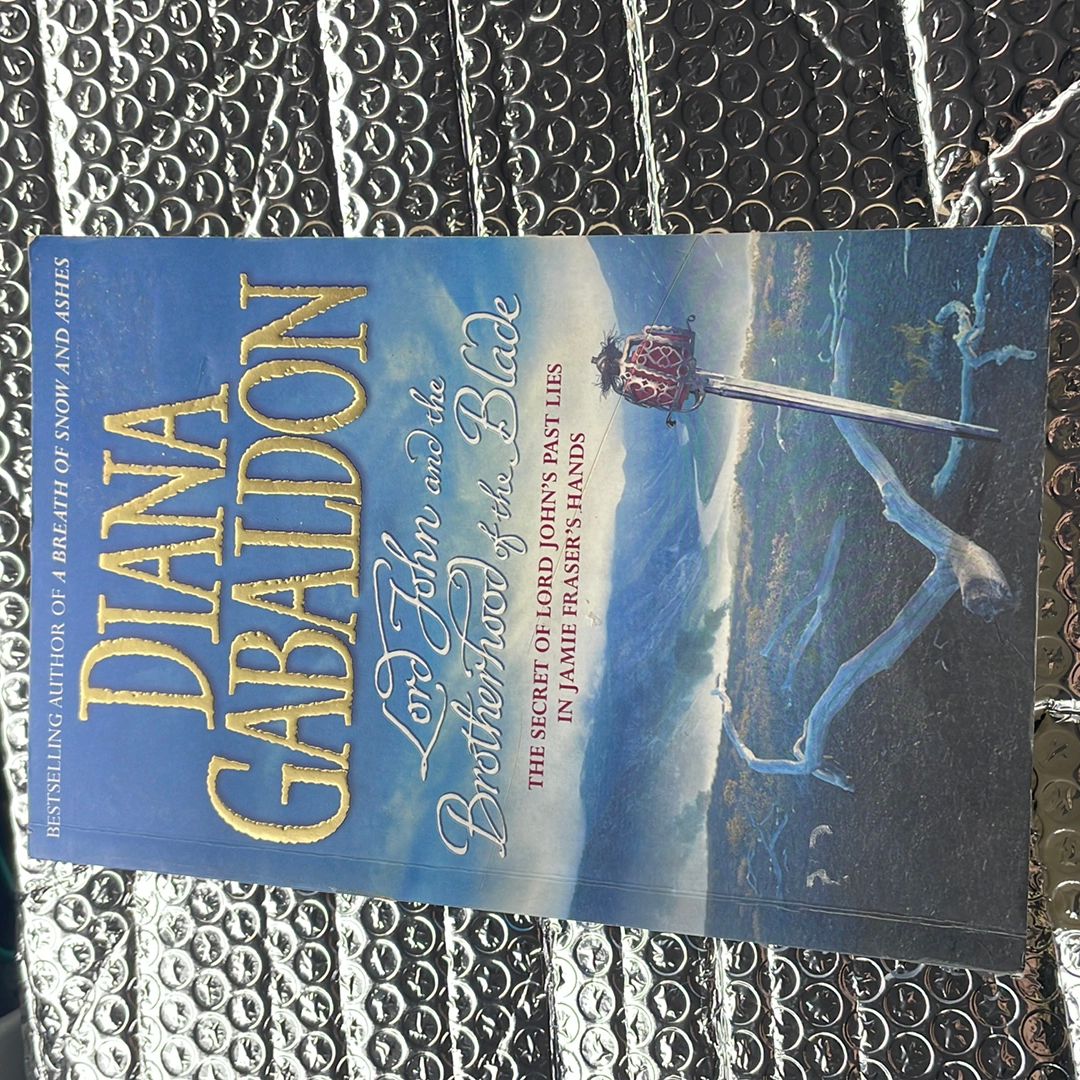 BESTSELLING AUTHOR OF A BREATH OF SNOW AND ASHES
DIANA
GABALDON
Lord John and the
Brotherhood of the Blade
THE SECRET OF LORD JOHN'S PAST LIES
IN JAMIE FRASER'S HANDS